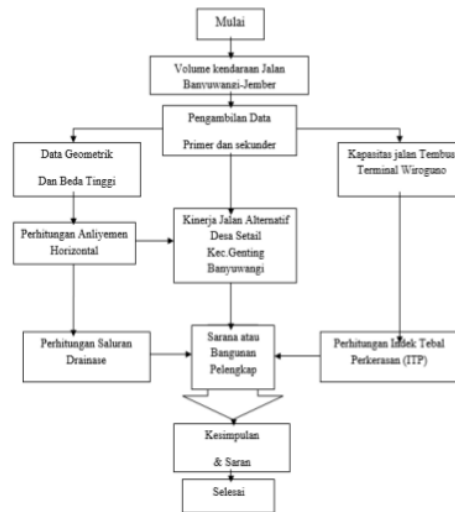 Mulai
Volume kendaraan Jalan
Banyuwangi-Jember
Pengambilan Data
Primer dan sekunder
Data Geometrik
Dan Beda Tinggi
Kapasitas jalan Tembus
Terminal Wiroguno
Perhitungan Anliyemen
Horizontal
Kinerja Jalan Alternatif
Desa Setail
Kec.Genting
Banyuwangi
Perhitungan Saluran
Drainase
Sarana atau
Bangunan
Pelengkap
Perhitungan Indek Tebal
Perkerasan (ITP)
Kesimpulan
& Saran
Selesai